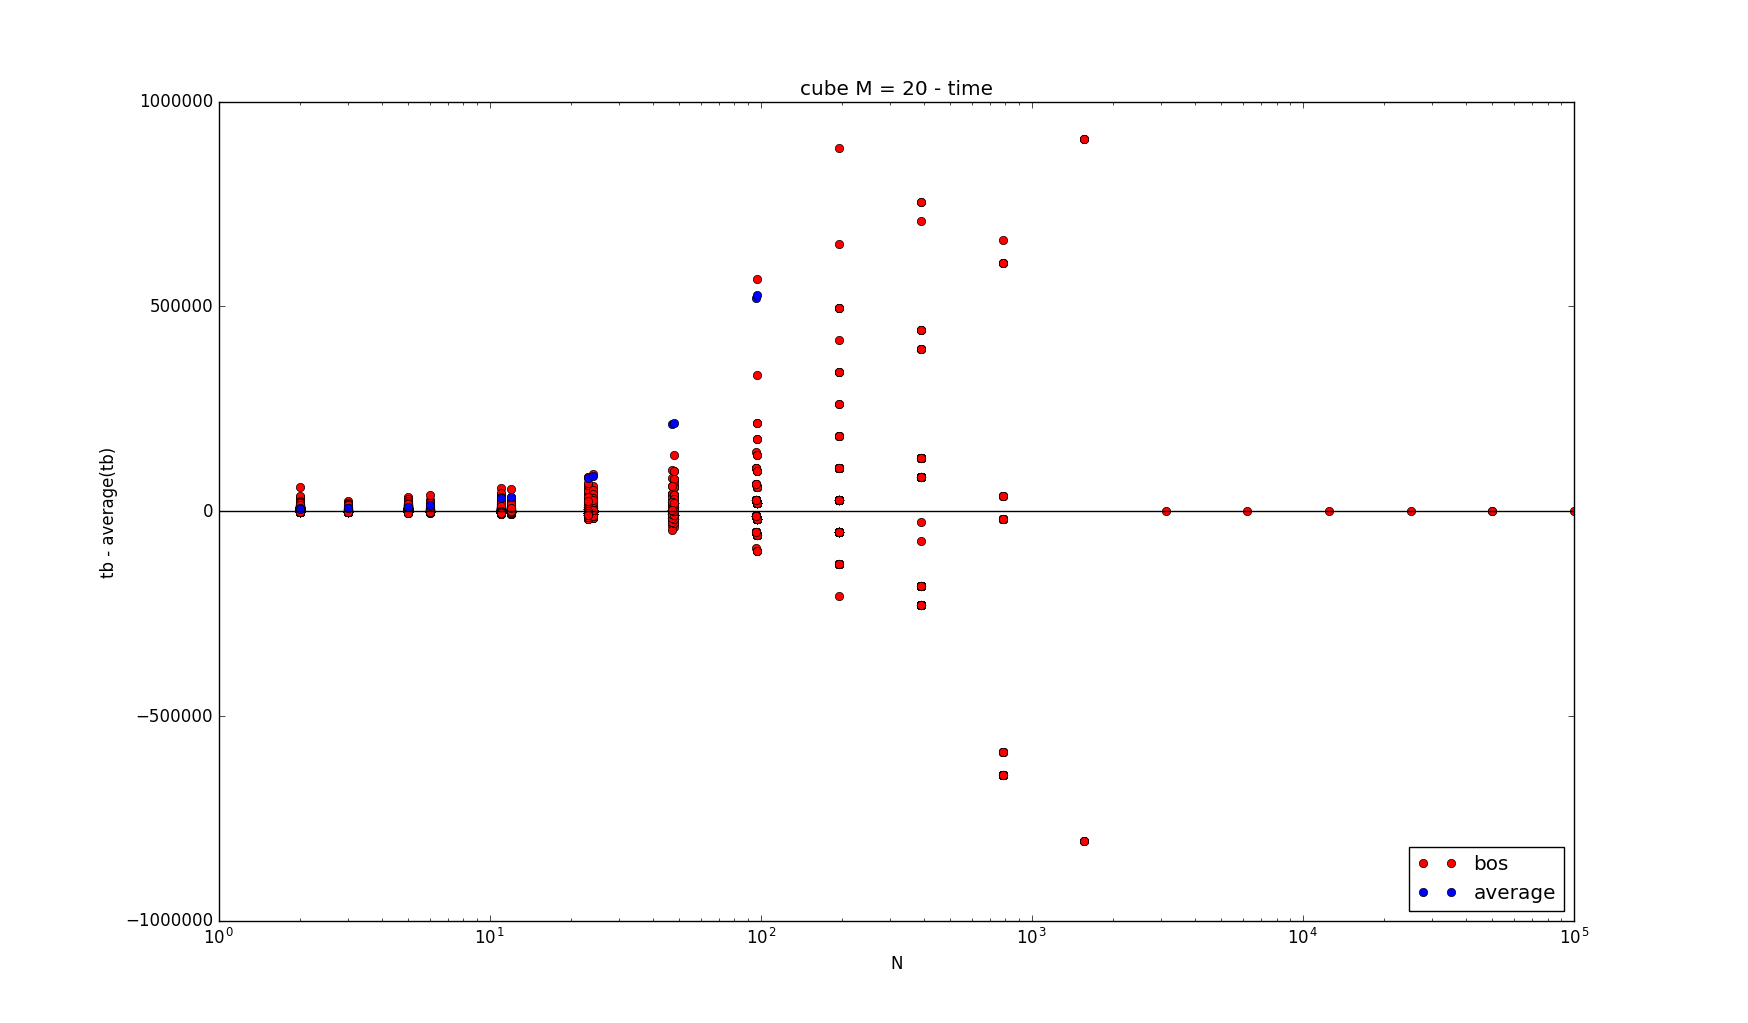 cube M = 20 - time
1000000
500000
0
−500000
−1000000
tb - average(tb)
10^0 10^1 10^2 10^3 10^4 10^5
N
bos
average